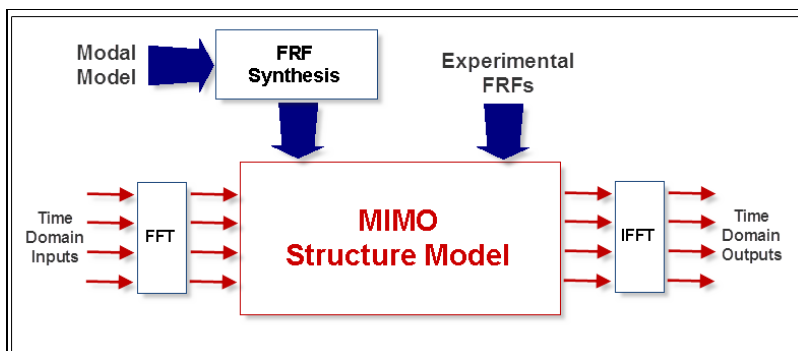 Modal
Model
FRF
Synthesis
Experimental
FRFs
Time
Domain
Inputs
FFT
MIMO
Structure Model
IFFT
Time
Domain
Outputs